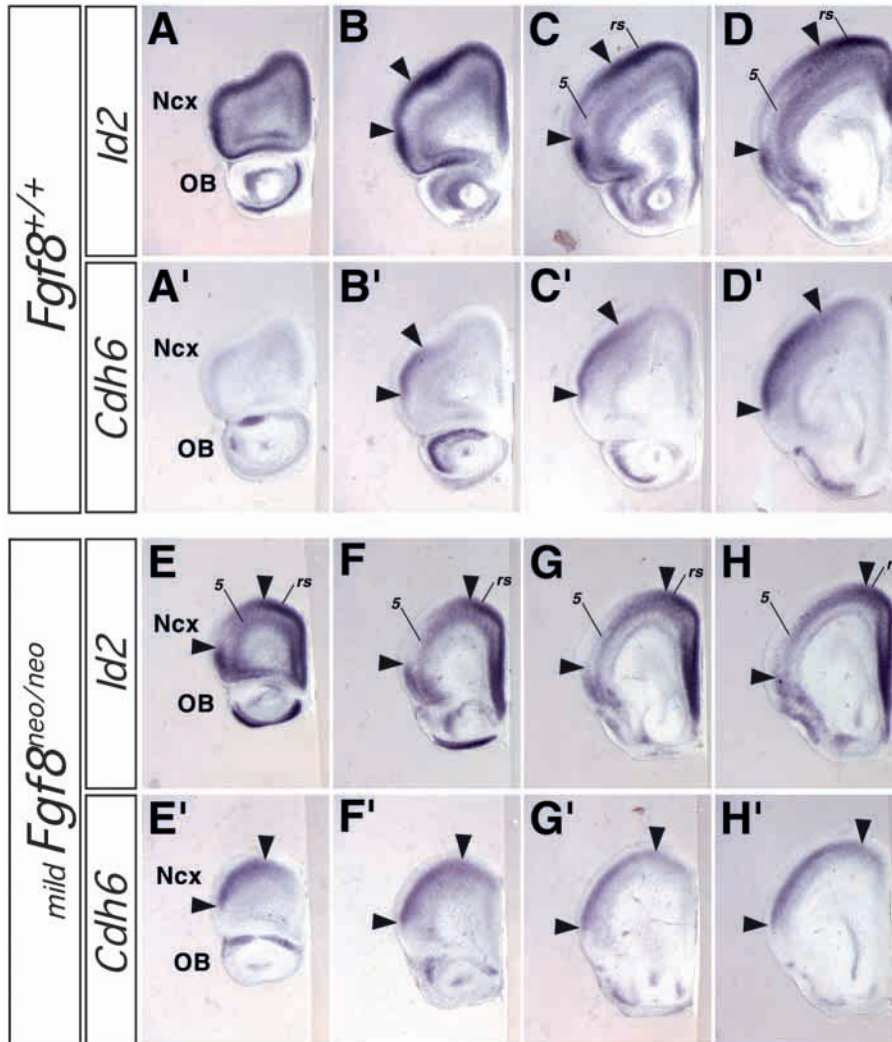 Fgf8+/+
Id2
A
Ncx
OB
B
C
rs
5
D
rs
5
Cdh6
A'
Ncx
OB
B'
C'
D'
mild Fgf8neo/neo
Id2
E
5
rs
Ncx
OB
F
5
rs
G
5
rs
H
5
Cdh6
E'
Ncx
OB
F'
G'
H'